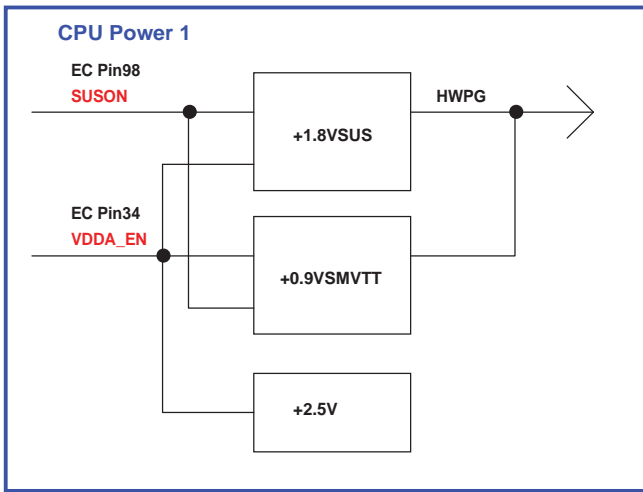 CPU Power 1
EC Pin98
SUSON
HWPG
+1.8VSUS
EC Pin34
VDDA_EN
+0.9VSMVTT
+2.5V